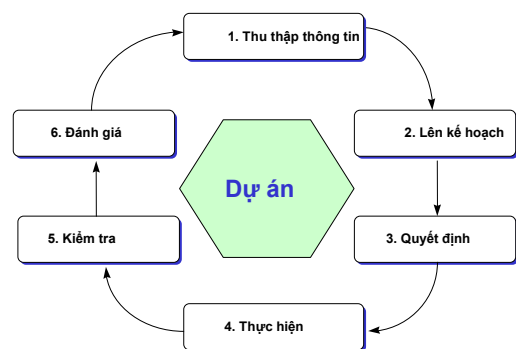 1. Thu thập thông tin
2. Lên kế hoạch
3. Quyết định
4. Thực hiện
5. Kiểm tra
6. Đánh giá
Dự án